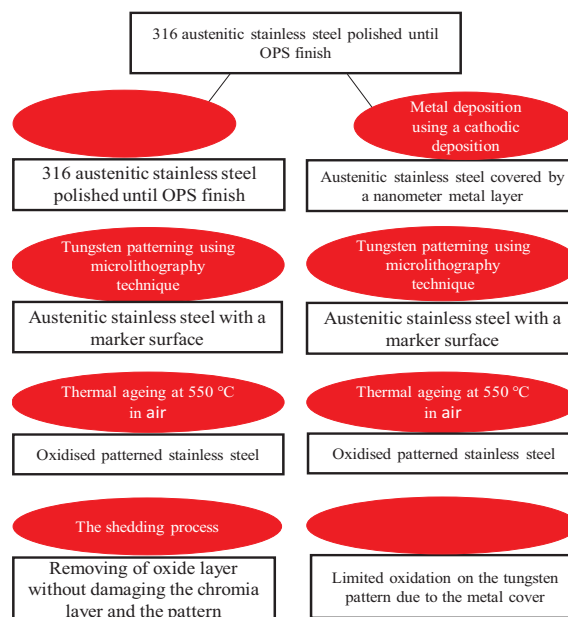 316 austenitic stainless steel polished until
OPS finish
Metal deposition
using a cathodic
deposition
316 austenitic stainless steel
polished until OPS finish
Austenitic stainless steel covered by
a nanometer metal layer
Tungsten patterning using
microlithography
technique
Tungsten patterning using
microlithography
technique
Austenitic stainless steel with a
marker surface
Austenitic stainless steel with a
marker surface
Thermal ageing at 550 °C
in air
Thermal ageing at 550 °C
in air
Oxidised patterned stainless steel
Oxidised patterned stainless steel
The shedding process
Removing of oxide layer
without damaging the chromia
layer and the pattern
Limited oxidation on the tungsten
pattern due to the metal cover